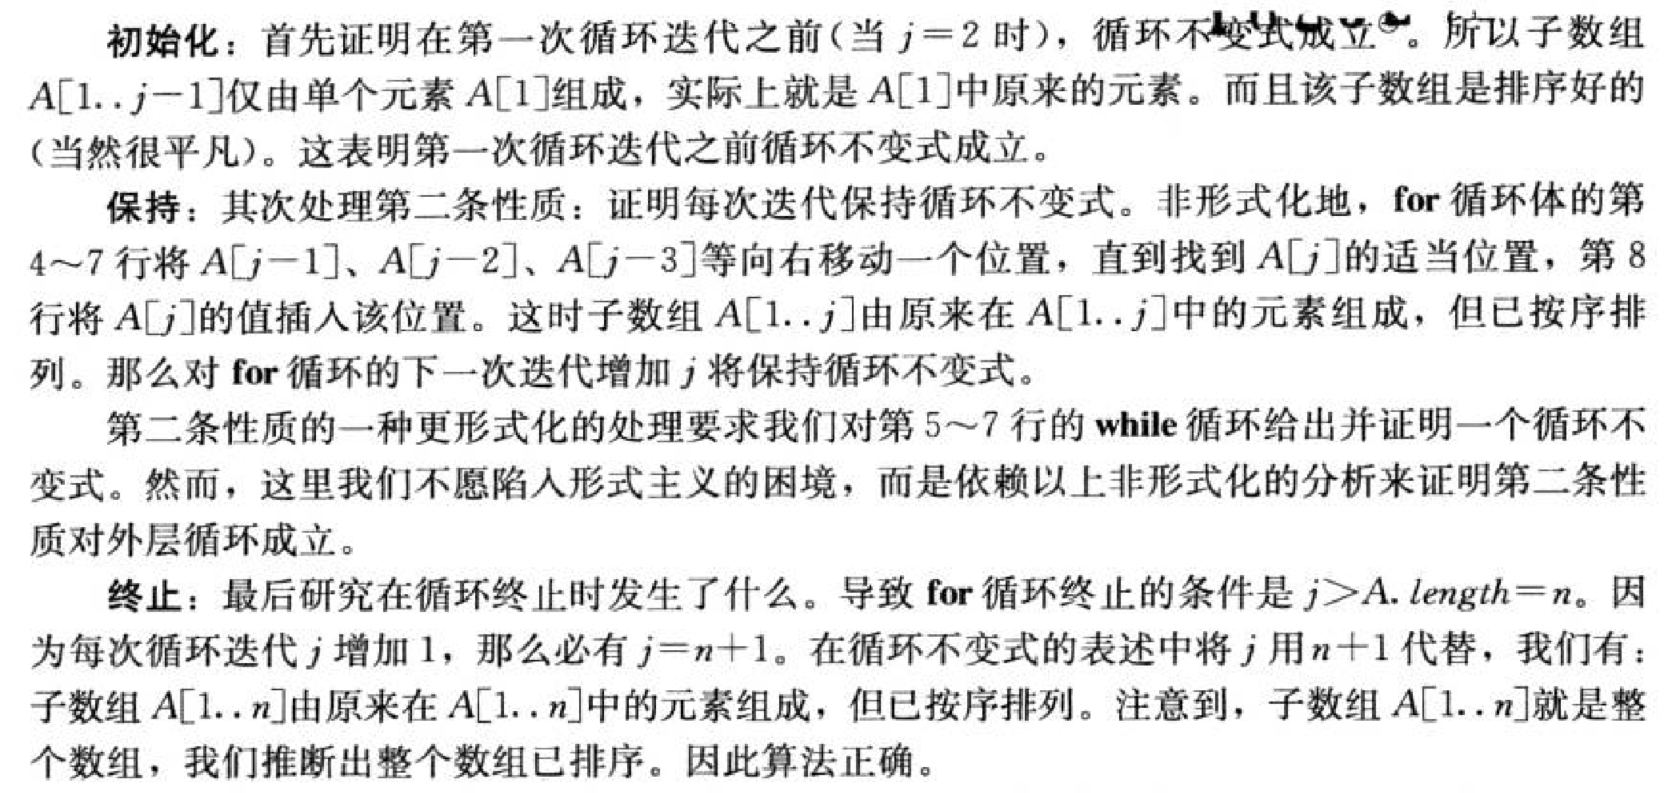 初始化：首先证明在第一次循环迭代之前(当 j=2 时)，循环不变式成立⊖。所以子数组
A[1..j-1]仅由单个元素 A[1]组成，实际上就是 A[1]中原来的元素。而且该子数组是排序好的
(当然很平凡)。这表明第一次循环迭代之前循环不变式成立。
保持：其次处理第二条性质：证明每次迭代保持循环不变式。非形式化地，for 循环体的第
4～7 行将 A[j-1]、A[j-2]、A[j-3]等向右移动一个位置，直到找到 A[j]的适当位置，第 8
行将 A[j]的值插入该位置。这时子数组 A[1..j]由原来在 A[1..j]中的元素组成，但已按序排
列。那么对 for 循环的下一次迭代增加 j 将保持循环不变式。
第二条性质的一种更形式化的处理要求我们对第 5～7 行的 while 循环给出并证明一个循环不
变式。然而，这里我们不愿陷入形式主义的困境，而是依赖以上非形式化的分析来证明第二条性
质对外层循环成立。
终止：最后研究在循环终止时发生了什么。导致 for 循环终止的条件是 j>A.length=n。因
为每次循环迭代 j 增加 1，那么必有 j=n+1。在循环不变式的表述中将 j 用 n+1 代替，我们有：
子数组 A[1..n]由原来在 A[1..n]中的元素组成，但已按序排列。注意到，子数组 A[1..n]就是整
个数组，我们推断出整个数组已排序。因此算法正确。